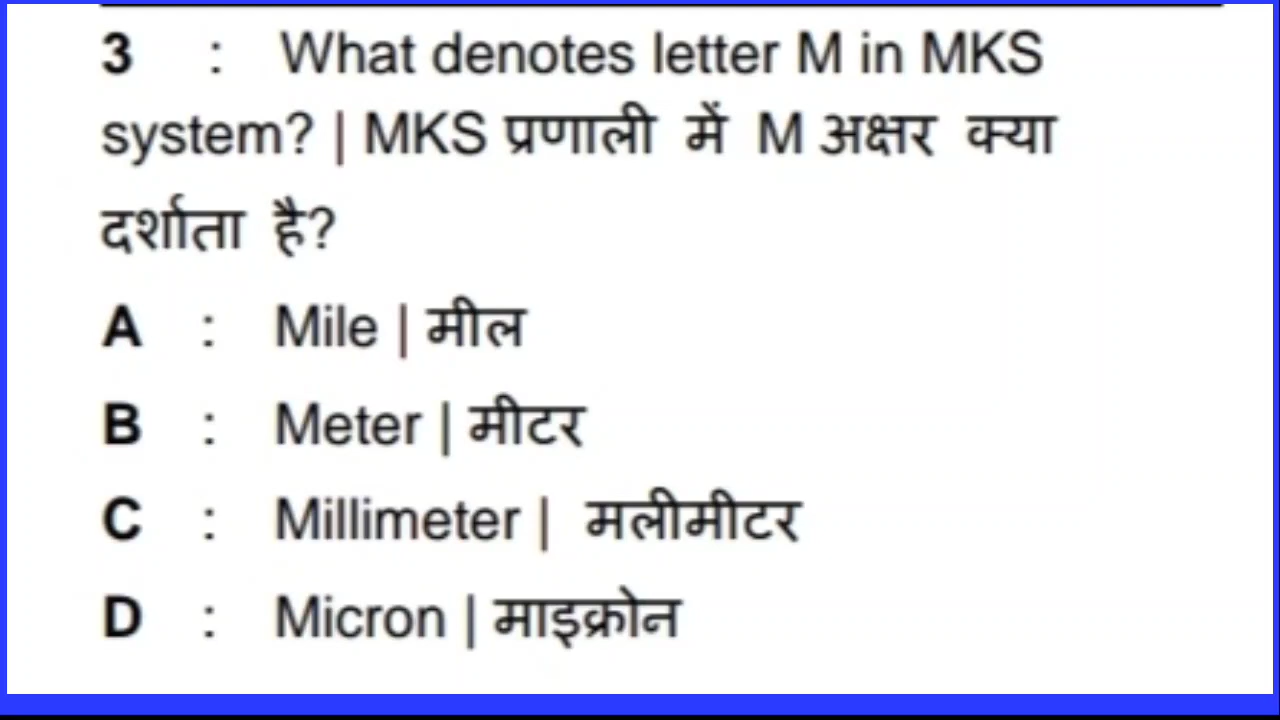 3 : What denotes letter M in MKS
system? | MKS प्रणाली में M अक्षर क्या
दर्शाता है?
A : Mile | मील
B : Meter | मीटर
C : Millimeter | मलीमीटर
D : Micron | माइक्रोन